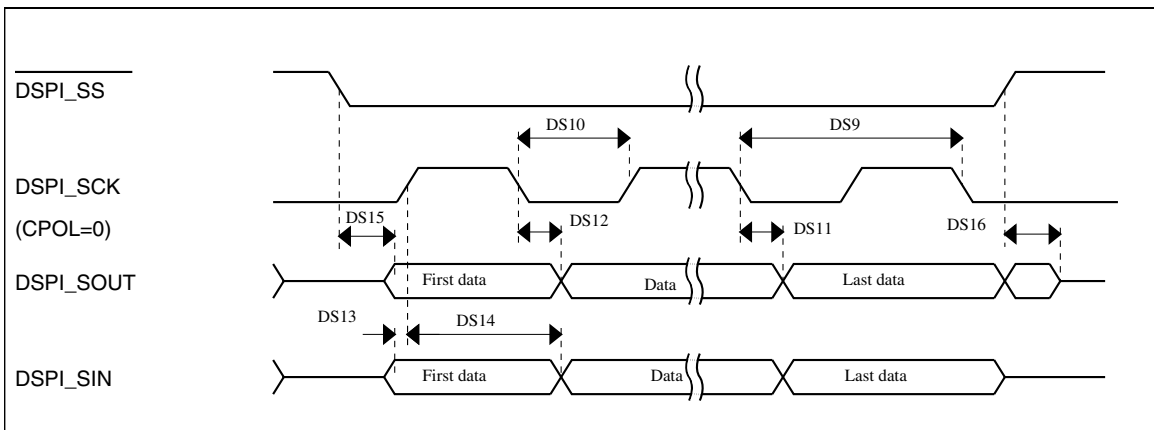 DSPI_SS
DS10
DS9
DSPI_SCK
(CPOL=0)
DS15
DS12
DS11
DS16
DSPI_SOUT
First data
Data
Last data
DS13
DS14
DSPI_SIN
First data
Data
Last data